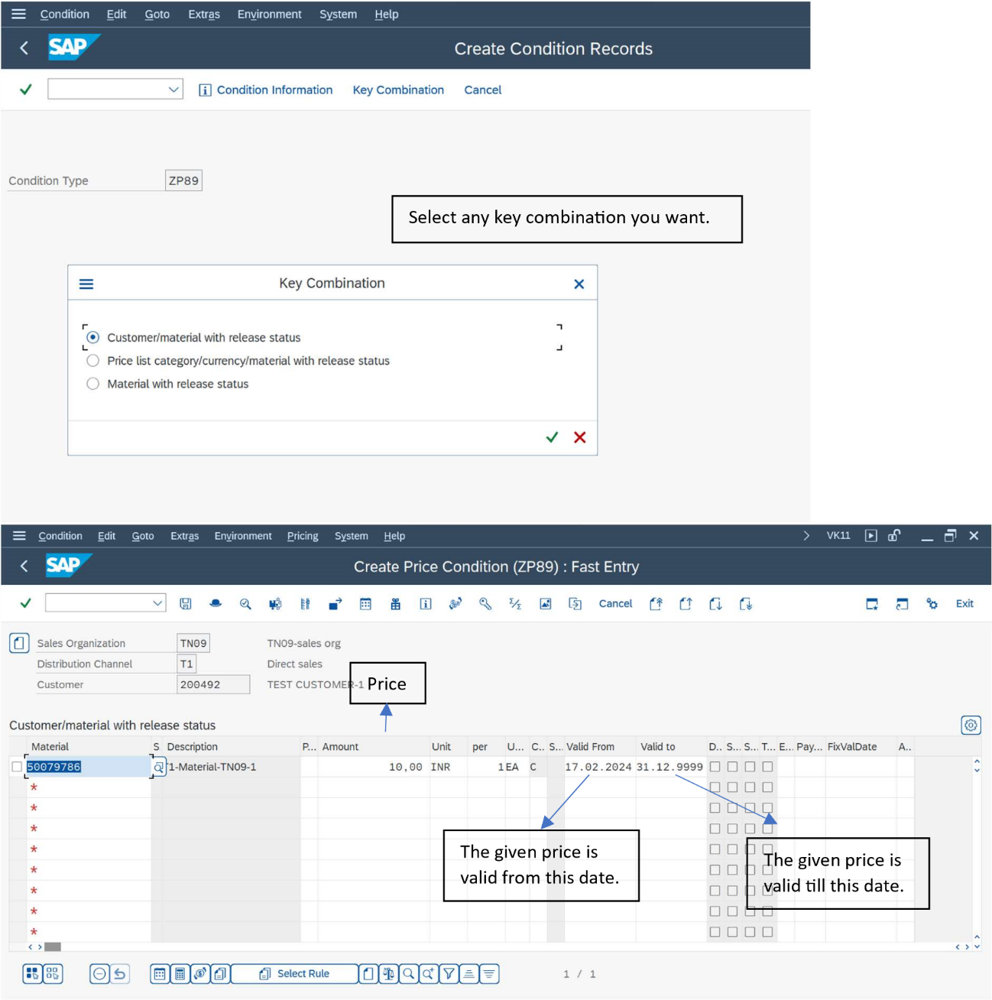 Condition Edit Goto Extras Environment System Help
SAP Create Condition Records
Condition Information Key Combination Cancel
Condition Type ZP89
Select any key combination you want.
Key Combination
Customer/material with release status
Price list category/currency/material with release status
Material with release status
Condition Edit Goto Extras Environment Pricing System Help VK11
SAP Create Price Condition (ZP89) : Fast Entry
Cancel Exit
Sales Organization TN09 TN09-sales org
Distribution Channel T1 Direct sales
Customer 200492 TEST CUSTOMER-1
Price
Customer/material with release status
Material S Description P... Amount Unit per U... C.. S... Valid From Valid to D.. S... S... T... E... Pay... FixValDate A..
50079786 1-Material-TN09-1 10,00 INR 1 EA C 17.02.2024 31.12.9999
*
*
*
*
*
*
*
*
The given price is
valid from this date.
The given price is
valid till this date.
Select Rule 1 / 1